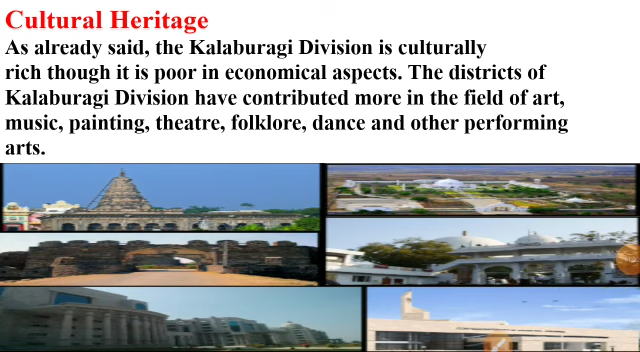 Cultural Heritage
As already said, the Kalaburagi Division is culturally
rich though it is poor in economical aspects. The districts of
Kalaburagi Division have contributed more in the field of art,
music, painting, theatre, folklore, dance and other performing
arts.